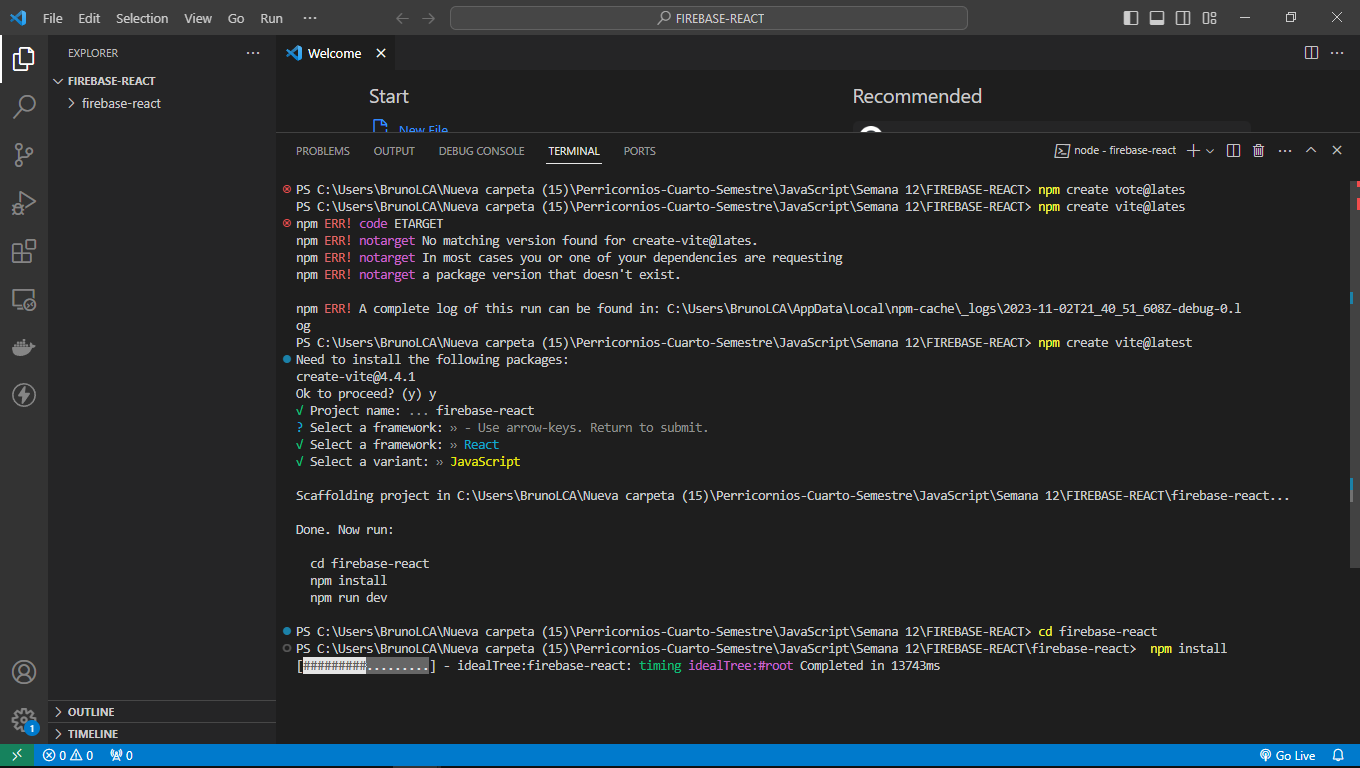 File Edit Selection View Go Run ···
FIREBASE-REACT
EXPLORER ···
FIREBASE-REACT
firebase-react
Welcome
Start
Recommended
New File
PROBLEMS OUTPUT DEBUG CONSOLE TERMINAL PORTS
node - firebase-react
PS C:\Users\BrunoLCA\Nueva carpeta (15)\Perricornios-Cuarto-Semestre\JavaScript\Semana 12\FIREBASE-REACT> npm create vote@lates
PS C:\Users\BrunoLCA\Nueva carpeta (15)\Perricornios-Cuarto-Semestre\JavaScript\Semana 12\FIREBASE-REACT> npm create vite@lates
npm ERR! code ETARGET
npm ERR! notarget No matching version found for create-vite@lates.
npm ERR! notarget In most cases you or one of your dependencies are requesting
npm ERR! notarget a package version that doesn't exist.
npm ERR! A complete log of this run can be found in: C:\Users\BrunoLCA\AppData\Local\npm-cache\_logs\2023-11-02T21_40_51_608Z-debug-0.l
og
PS C:\Users\BrunoLCA\Nueva carpeta (15)\Perricornios-Cuarto-Semestre\JavaScript\Semana 12\FIREBASE-REACT> npm create vite@latest
Need to install the following packages:
create-vite@4.4.1
Ok to proceed? (y) y
√ Project name: ... firebase-react
? Select a framework: » - Use arrow-keys. Return to submit.
√ Select a framework: » React
√ Select a variant: » JavaScript
Scaffolding project in C:\Users\BrunoLCA\Nueva carpeta (15)\Perricornios-Cuarto-Semestre\JavaScript\Semana 12\FIREBASE-REACT\firebase-react...
Done. Now run:
cd firebase-react
npm install
npm run dev
PS C:\Users\BrunoLCA\Nueva carpeta (15)\Perricornios-Cuarto-Semestre\JavaScript\Semana 12\FIREBASE-REACT> cd firebase-react
PS C:\Users\BrunoLCA\Nueva carpeta (15)\Perricornios-Cuarto-Semestre\JavaScript\Semana 12\FIREBASE-REACT\firebase-react> npm install
[#########.........] - idealTree:firebase-react: timing idealTree:#root Completed in 13743ms
OUTLINE
1
TIMELINE
0 0 0
Go Live